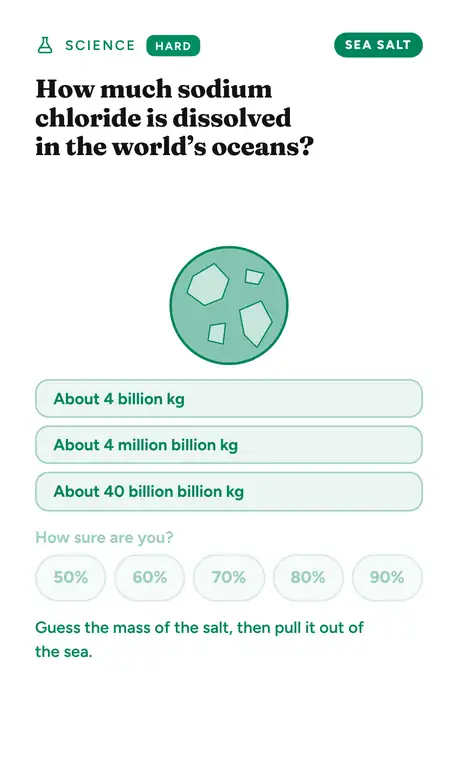 SCIENCE HARD SEA SALT
How much sodium
chloride is dissolved
in the world’s oceans?
About 4 billion kg
About 4 million billion kg
About 40 billion billion kg
How sure are you?
50% 60% 70% 80% 90%
Guess the mass of the salt, then pull it out of
the sea.